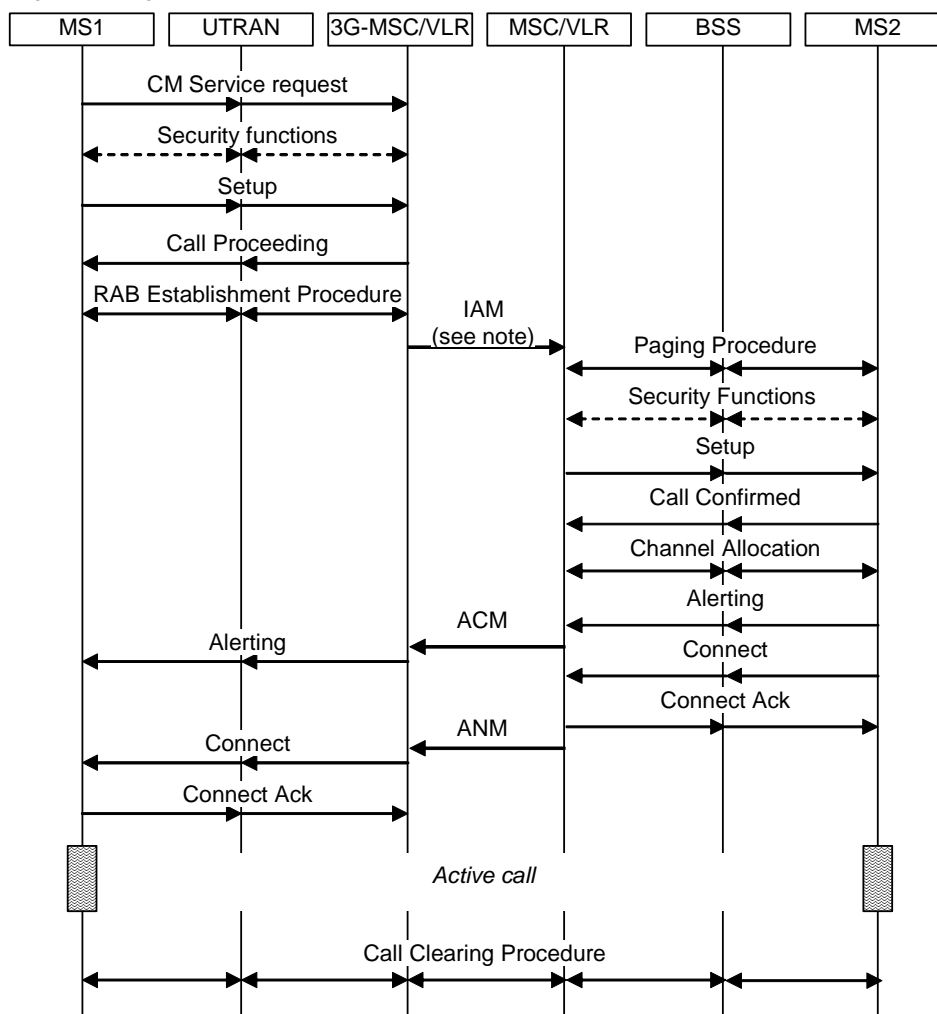 MS1 UTRAN 3G-MSC/VLR MSC/VLR BSS MS2
CM Service request
Security functions
Setup
Call Proceeding
RAB Establishment Procedure
IAM
(see note)
Paging Procedure
Security Functions
Setup
Call Confirmed
Channel Allocation
Alerting
ACM
Alerting
Connect
Connect Ack
ANM
Connect
Connect Ack
Active call
Call Clearing Procedure